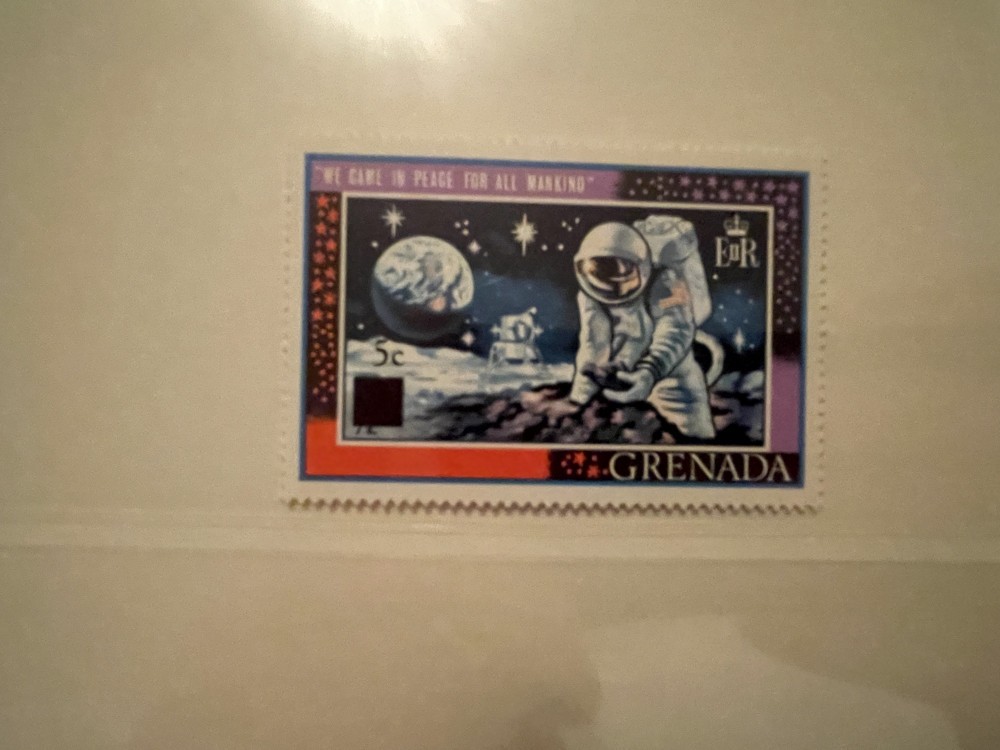 "WE CAME IN PEACE FOR ALL MANKIND"
EIIR
5c
GRENADA